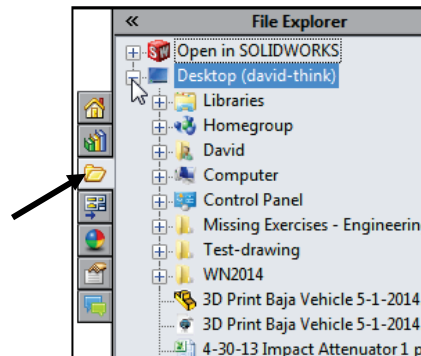 «
File Explorer
Open in SOLIDWORKS
Desktop (david-think)
Libraries
Homegroup
David
Computer
Control Panel
Missing Exercises - Engineerin
Test-drawing
WN2014
3D Print Baja Vehicle 5-1-2014
3D Print Baja Vehicle 5-1-2014
4-30-13 Impact Attenuator 1 p